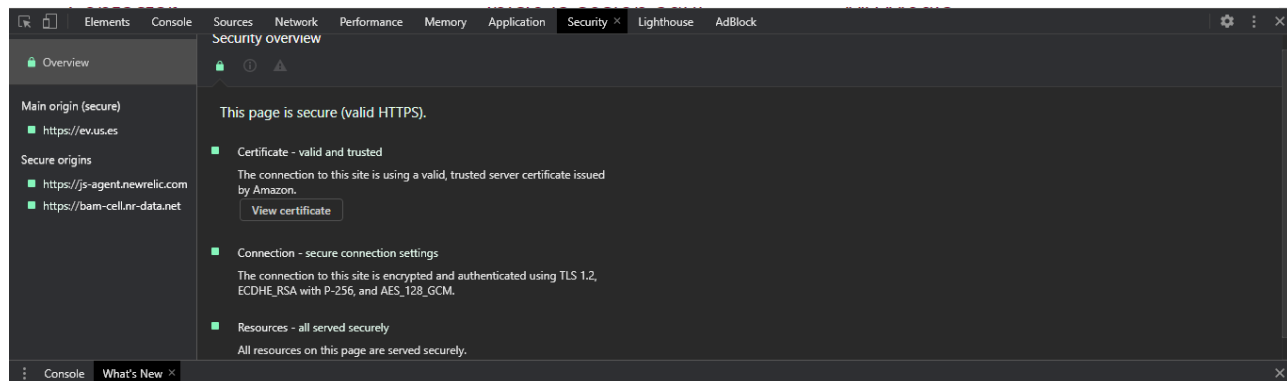 Elements Console Sources Network Performance Memory Application Security × Lighthouse AdBlock
Overview
Main origin (secure)
https://ev.us.es
Secure origins
https://js-agent.newrelic.com
https://bam-cell.nr-data.net
Security overview
This page is secure (valid HTTPS).
Certificate - valid and trusted
The connection to this site is using a valid, trusted server certificate issued
by Amazon.
View certificate
Connection - secure connection settings
The connection to this site is encrypted and authenticated using TLS 1.2,
ECDHE_RSA with P-256, and AES_128_GCM.
Resources - all served securely
All resources on this page are served securely.
Console What's New ×